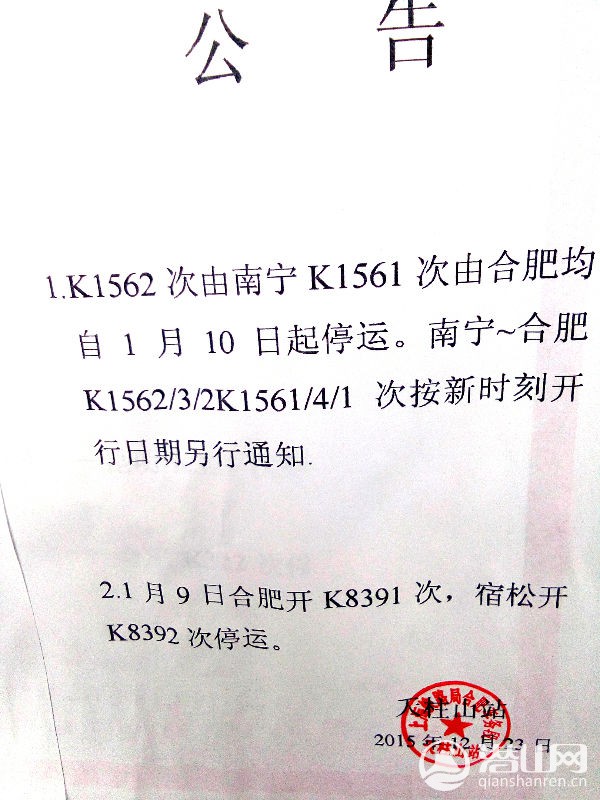 公 告
1.K1562 次由南宁 K1561 次由合肥均
自 1 月 10 日起停运。南宁~合肥
K1562/3/2K1561/4/1 次按新时刻开
行日期另行通知.
2.1 月 9 日合肥开 K8391 次，宿松开
K8392 次停运。
天柱山站
2015 年 12 月 23 日
潜山网
qianshanren.cn